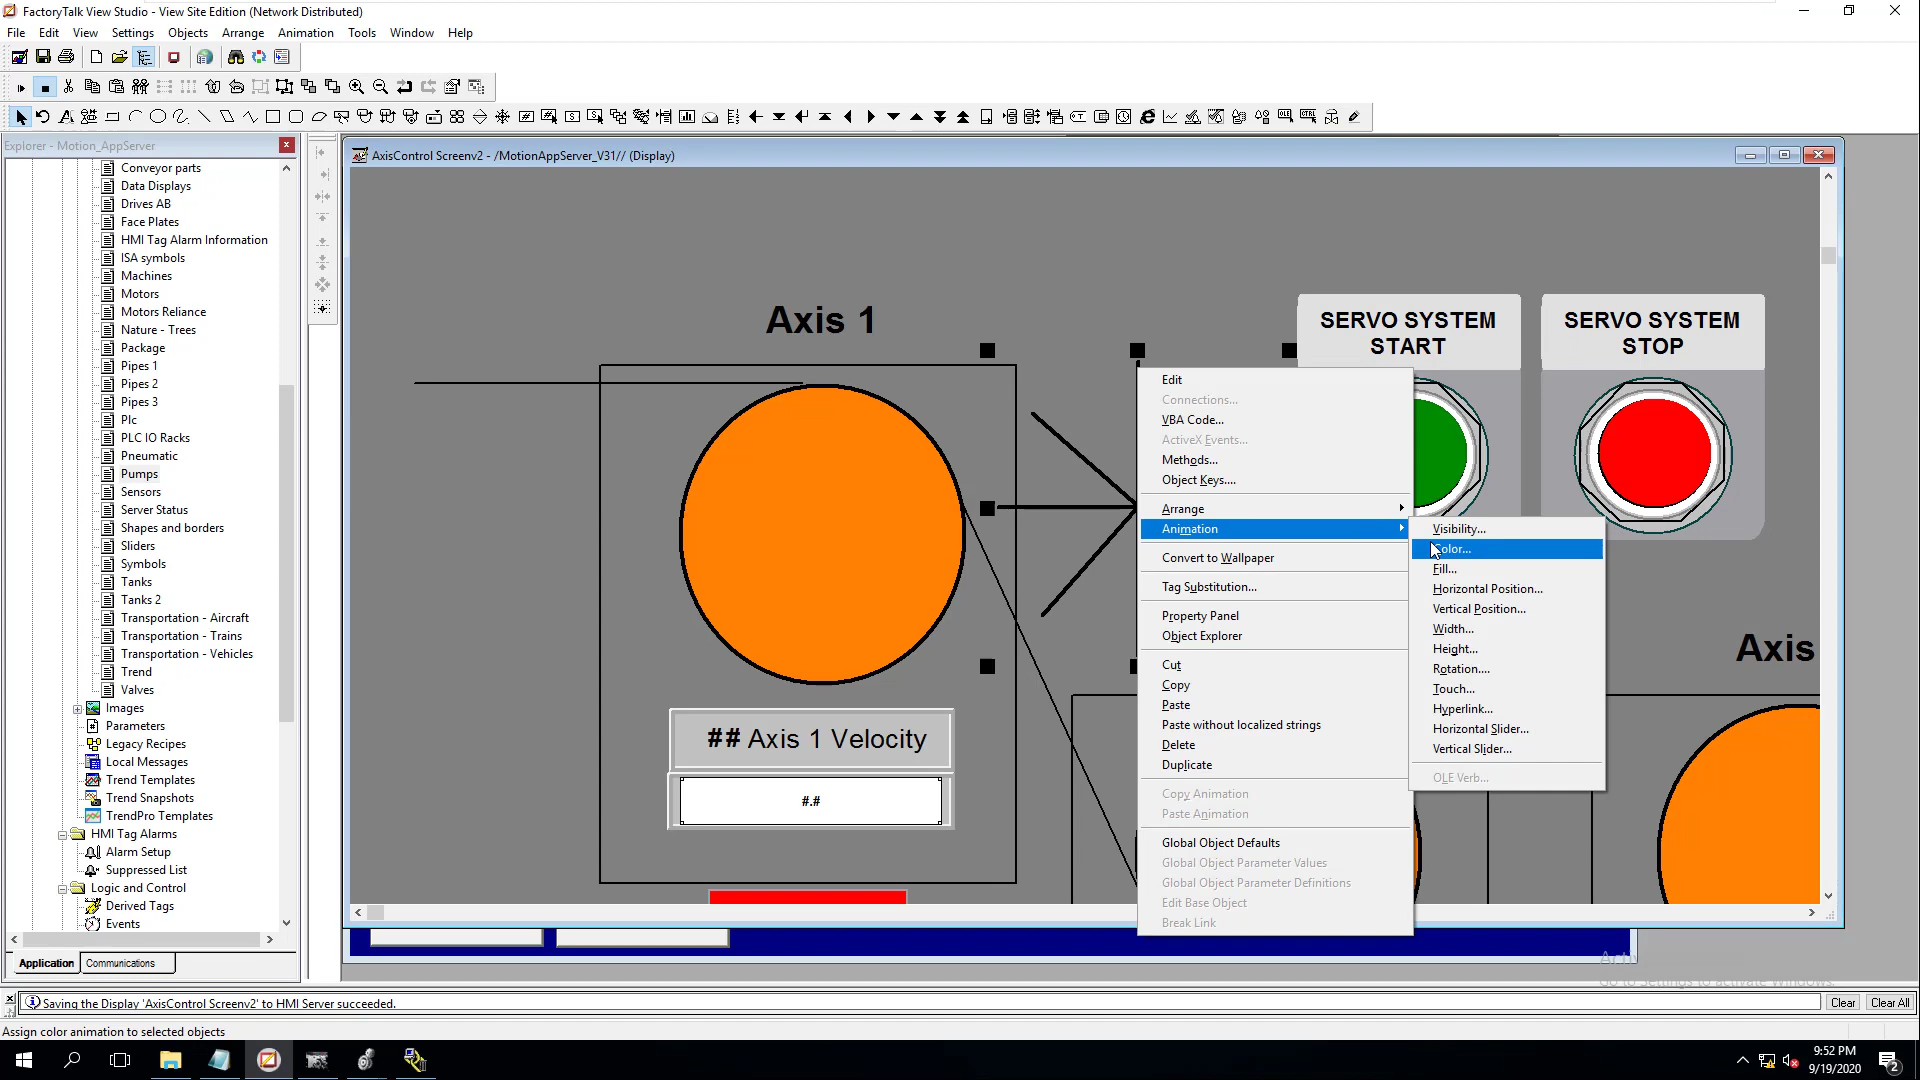 FactoryTalk View Studio - View Site Edition (Network Distributed)
File Edit View Settings Objects Arrange Animation Tools Window Help
Explorer - Motion_AppServer
Conveyor parts
Data Displays
Drives AB
Face Plates
HMI Tag Alarm Information
ISA symbols
Machines
Motors
Motors Reliance
Nature - Trees
Package
Pipes 1
Pipes 2
Pipes 3
Plc
PLC IO Racks
Pneumatic
Pumps
Sensors
Server Status
Shapes and borders
Sliders
Symbols
Tanks
Tanks 2
Transportation - Aircraft
Transportation - Trains
Transportation - Vehicles
Trend
Valves
Images
Parameters
Legacy Recipes
Local Messages
Trend Templates
Trend Snapshots
TrendPro Templates
HMI Tag Alarms
Alarm Setup
Suppressed List
Logic and Control
Derived Tags
Events
Application Communications
AxisControl Screenv2 - /MotionAppServer_V31// (Display)
Axis 1
SERVO SYSTEM
START
SERVO SYSTEM
STOP
Axis
## Axis 1 Velocity
#.#
Edit
Connections...
VBA Code...
ActiveX Events...
Methods...
Object Keys....
Arrange
Animation
Convert to Wallpaper
Tag Substitution...
Property Panel
Object Explorer
Cut
Copy
Paste
Paste without localized strings
Delete
Duplicate
Copy Animation
Paste Animation
Global Object Defaults
Global Object Parameter Values
Global Object Parameter Definitions
Edit Base Object
Break Link
Visibility...
Color...
Fill...
Horizontal Position...
Vertical Position...
Width...
Height...
Rotation....
Touch...
Hyperlink...
Horizontal Slider...
Vertical Slider...
OLE Verb...
Saving the Display 'AxisControl Screenv2' to HMI Server succeeded.
Clear Clear All
Assign color animation to selected objects
9:52 PM
9/19/2020
2